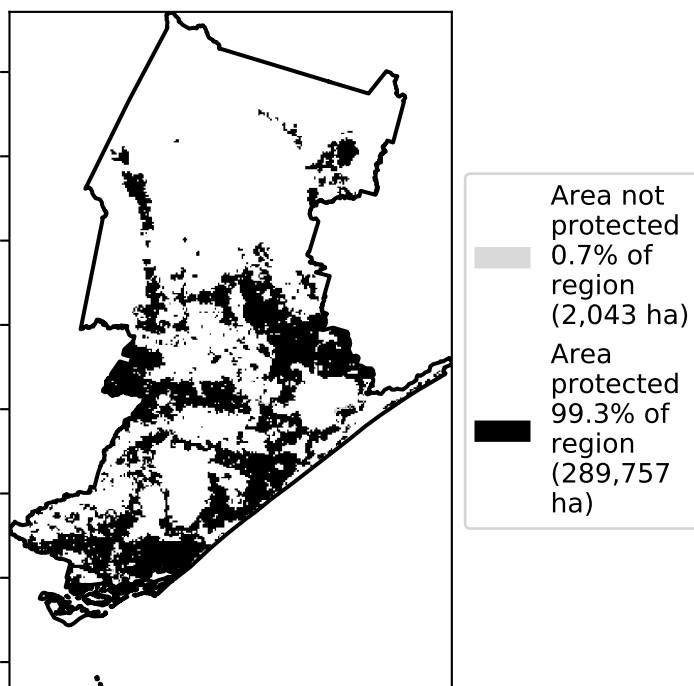 Area not
protected
0.7% of
region
(2,043 ha)
Area
protected
99.3% of
region
(289,757
ha)